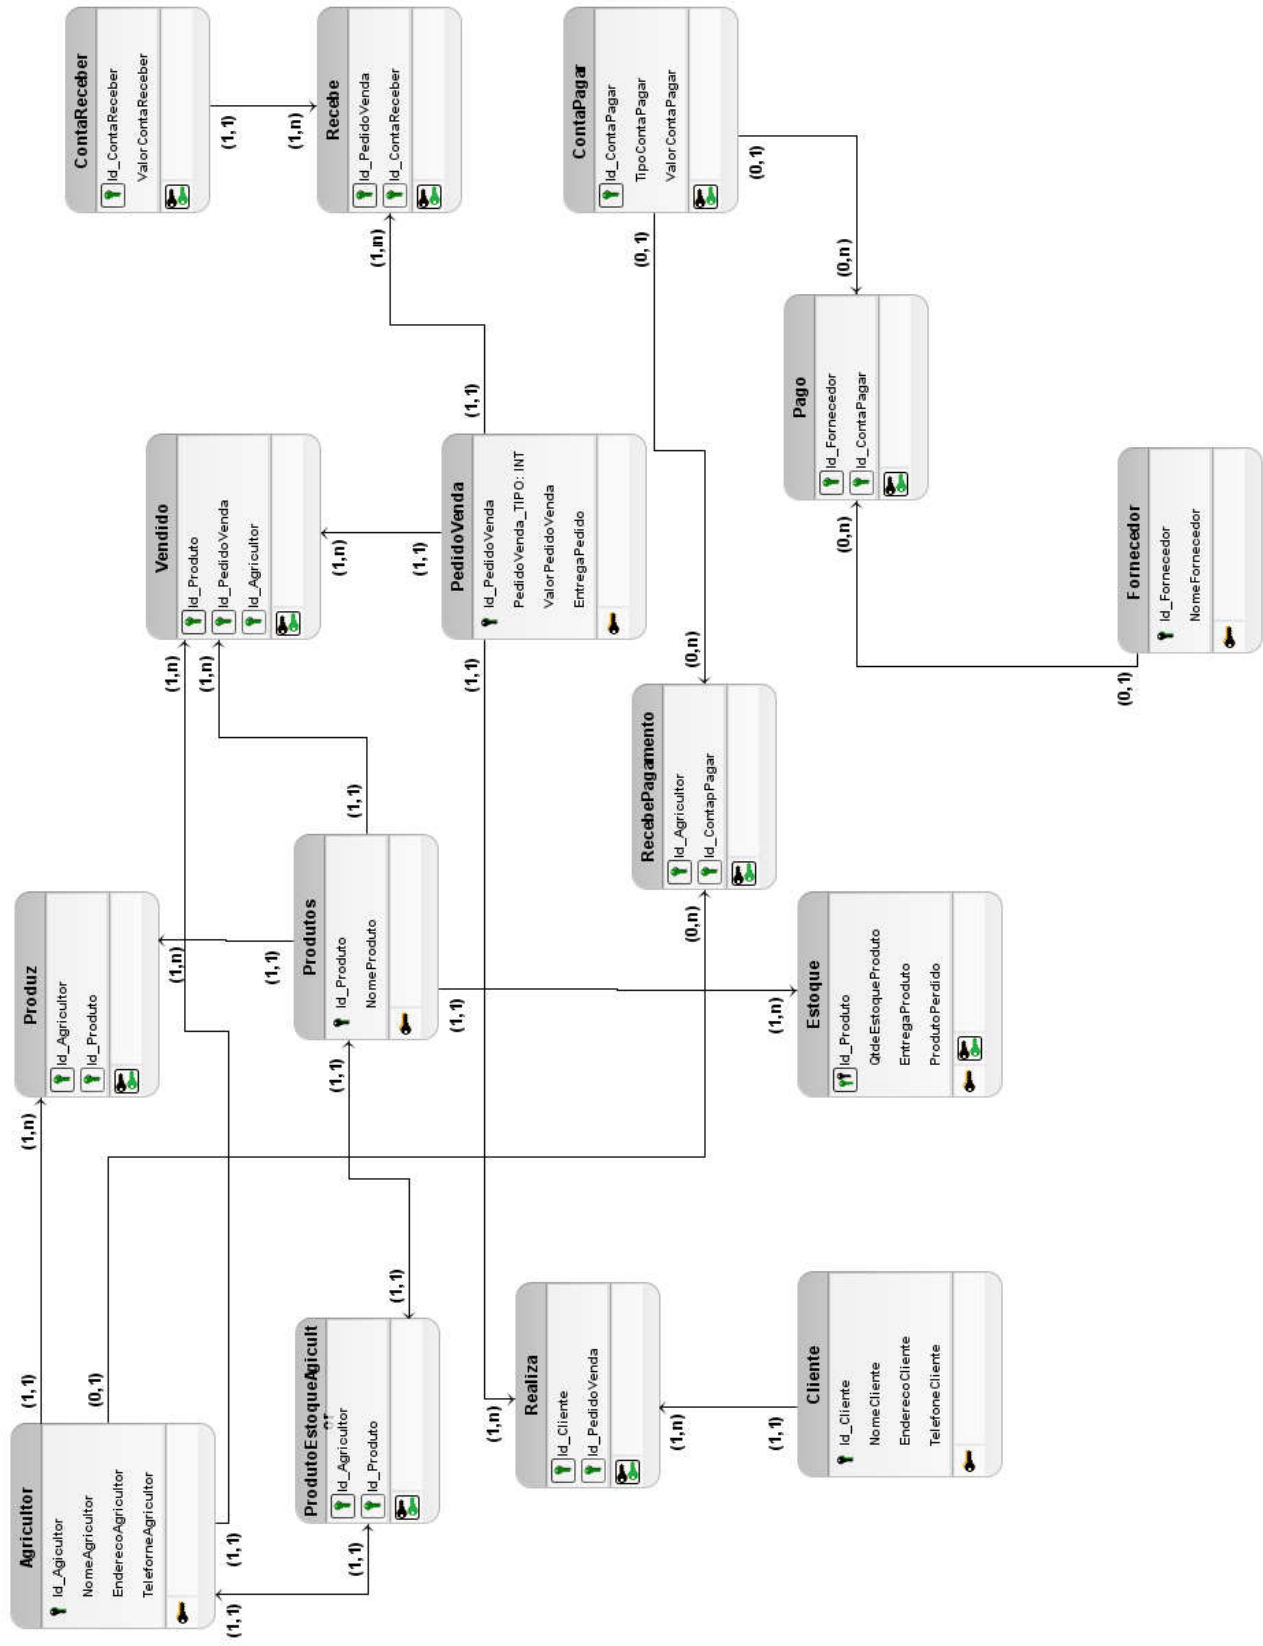 Agricultor
Id_Agicultor
NomeAgricultor
EnderecoAgricultor
TeleforneAgricultor
(1,1)
(0,1)
(1,1)
(1,1)
Produz
Id_Agricultor
Id_Produto
(1,n)
(1,n)
ContaReceber
Id_ContaReceber
ValorContaReceber
(1,1)
Vendido
Id_Produto
Id_PedidoVenda
Id_Agricultor
(1,n)
(1,n)
(1,n)
ProdutoEstoqueAgicult
or
Id_Agricultor
Id_Produto
(1,1)
(1,1)
Produtos
Id_Produto
NomeProduto
(1,1)
(1,1)
(1,1)
(1,1)
Recebe
Id_PedidoVenda
Id_ContaReceber
(1,n)
(1,n)
PedidoVenda
Id_PedidoVenda
PedidoVenda_TIPO: INT
ValorPedidoVenda
EntregaPedido
(1,1)
(1,1)
(1,1)
Realiza
Id_Cliente
Id_PedidoVenda
(1,n)
(1,n)
RecebePagamento
Id_Agricultor
Id_ContapPagar
(0,n)
(0,n)
ContaPagar
Id_ContaPagar
TipoContaPagar
ValorContaPagar
(0,1)
(0,1)
Cliente
Id_Cliente
NomeCliente
EnderecoCliente
TelefoneCliente
(1,1)
Estoque
Id_Produto
QtdeEstoqueProduto
EntregaProduto
ProdutoPerdido
(1,n)
Pago
Id_Fornecedor
Id_ContaPagar
(0,n)
(0,n)
Fornecedor
Id_Fornecedor
NomeFornecedor
(0,1)